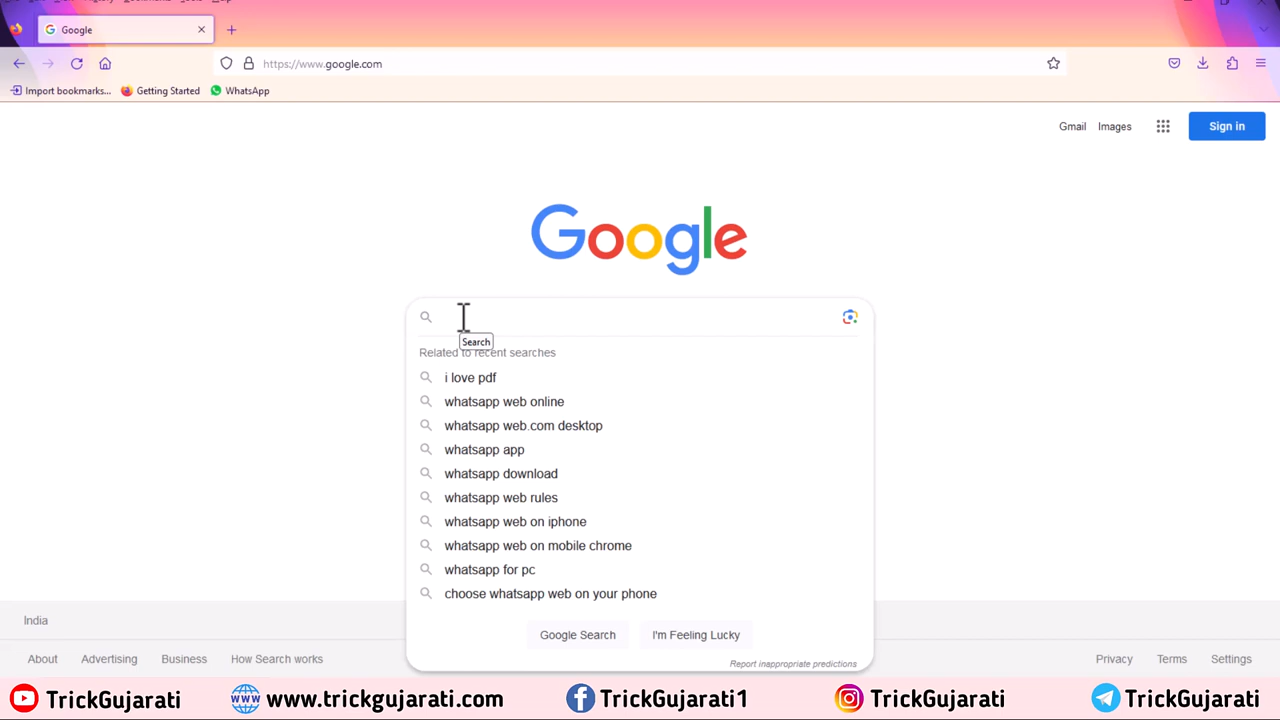 Google
https://www.google.com
Import bookmarks... Getting Started WhatsApp
Gmail Images Sign in
Google
Search
Related to recent searches
i love pdf
whatsapp web online
whatsapp web.com desktop
whatsapp app
whatsapp download
whatsapp web rules
whatsapp web on iphone
whatsapp web on mobile chrome
whatsapp for pc
choose whatsapp web on your phone
Google Search I'm Feeling Lucky
Report inappropriate predictions
India
About Advertising Business How Search works Privacy Terms Settings
TrickGujarati www.trickgujarati.com TrickGujarati1 TrickGujarati TrickGujarati